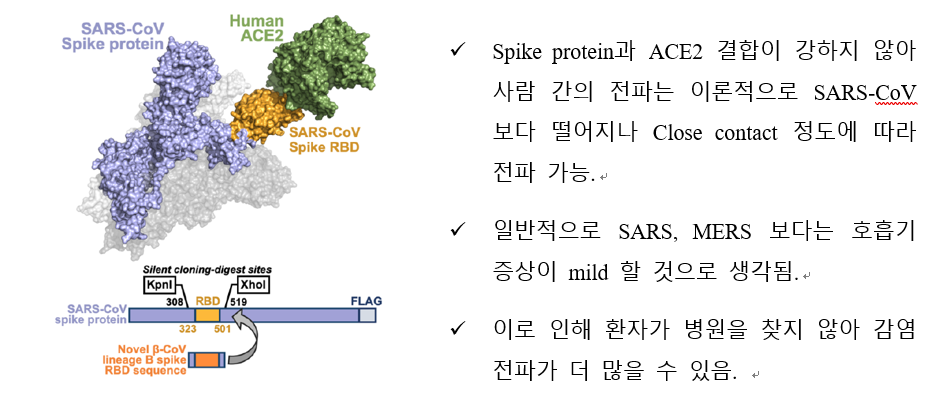 SARS-CoV
Spike protein
Human
ACE2
SARS-CoV
Spike RBD
Silent cloning-digest sites
KpnI
XhoI
308
RBD
519
FLAG
SARS-CoV
spike protein
323
501
Novel β-CoV
lineage B spike
RBD sequence
✓ Spike protein과 ACE2 결합이 강하지 않아
사람 간의 전파는 이론적으로 SARS-CoV
보다 떨어지나 Close contact 정도에 따라
전파 가능.
✓ 일반적으로 SARS, MERS 보다는 호흡기
증상이 mild 할 것으로 생각됨.
✓ 이로 인해 환자가 병원을 찾지 않아 감염
전파가 더 많을 수 있음.